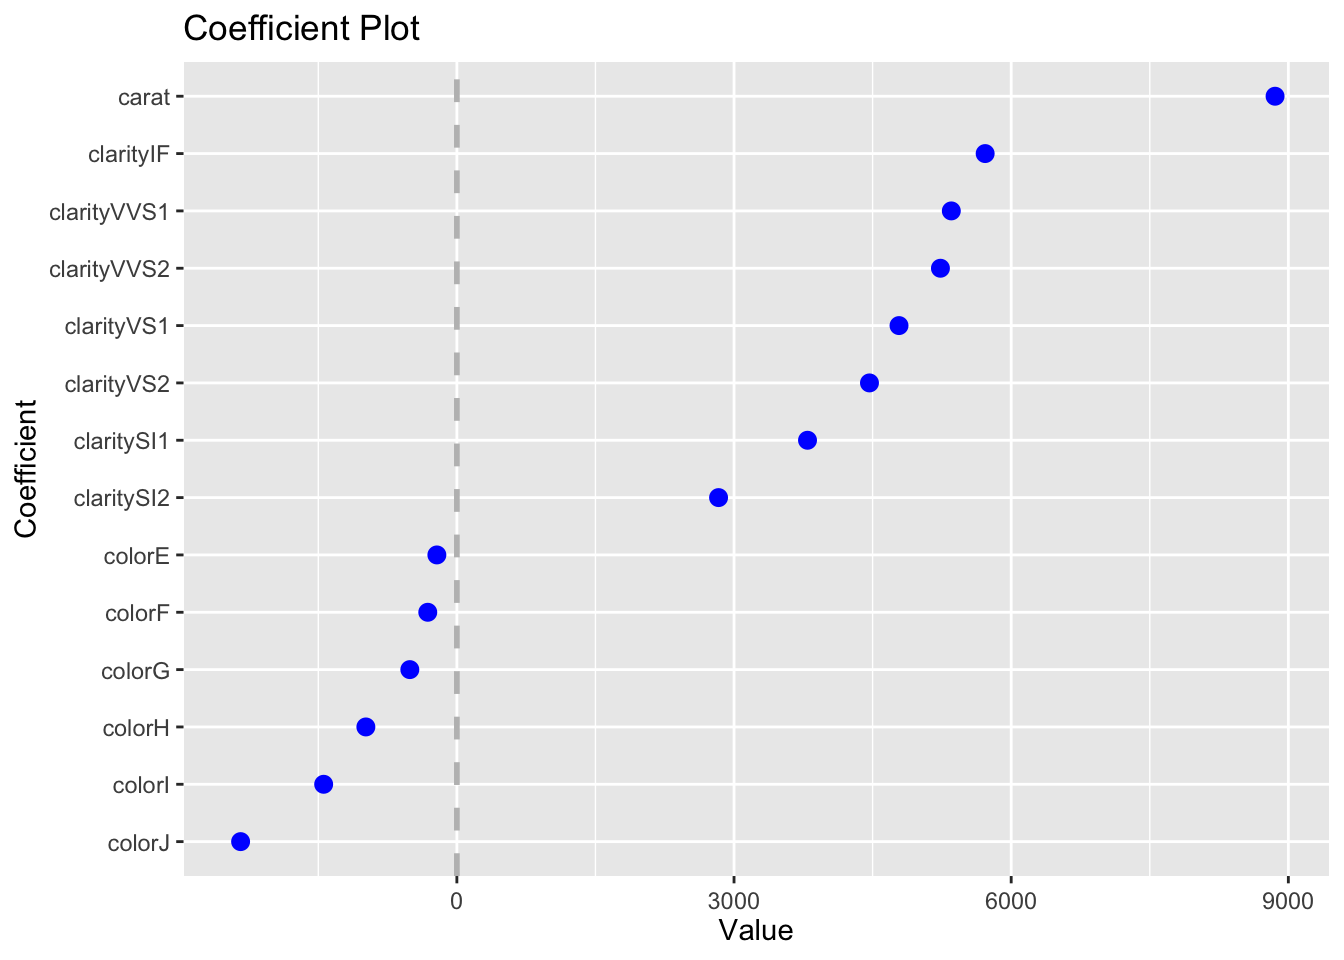 Coefficient Plot
carat
clarityIF
clarityVVS1
clarityVVS2
clarityVS1
clarityVS2
claritySI1
claritySI2
colorE
colorF
colorG
colorH
colorI
colorJ
Coefficient
0 3000 6000 9000
Value